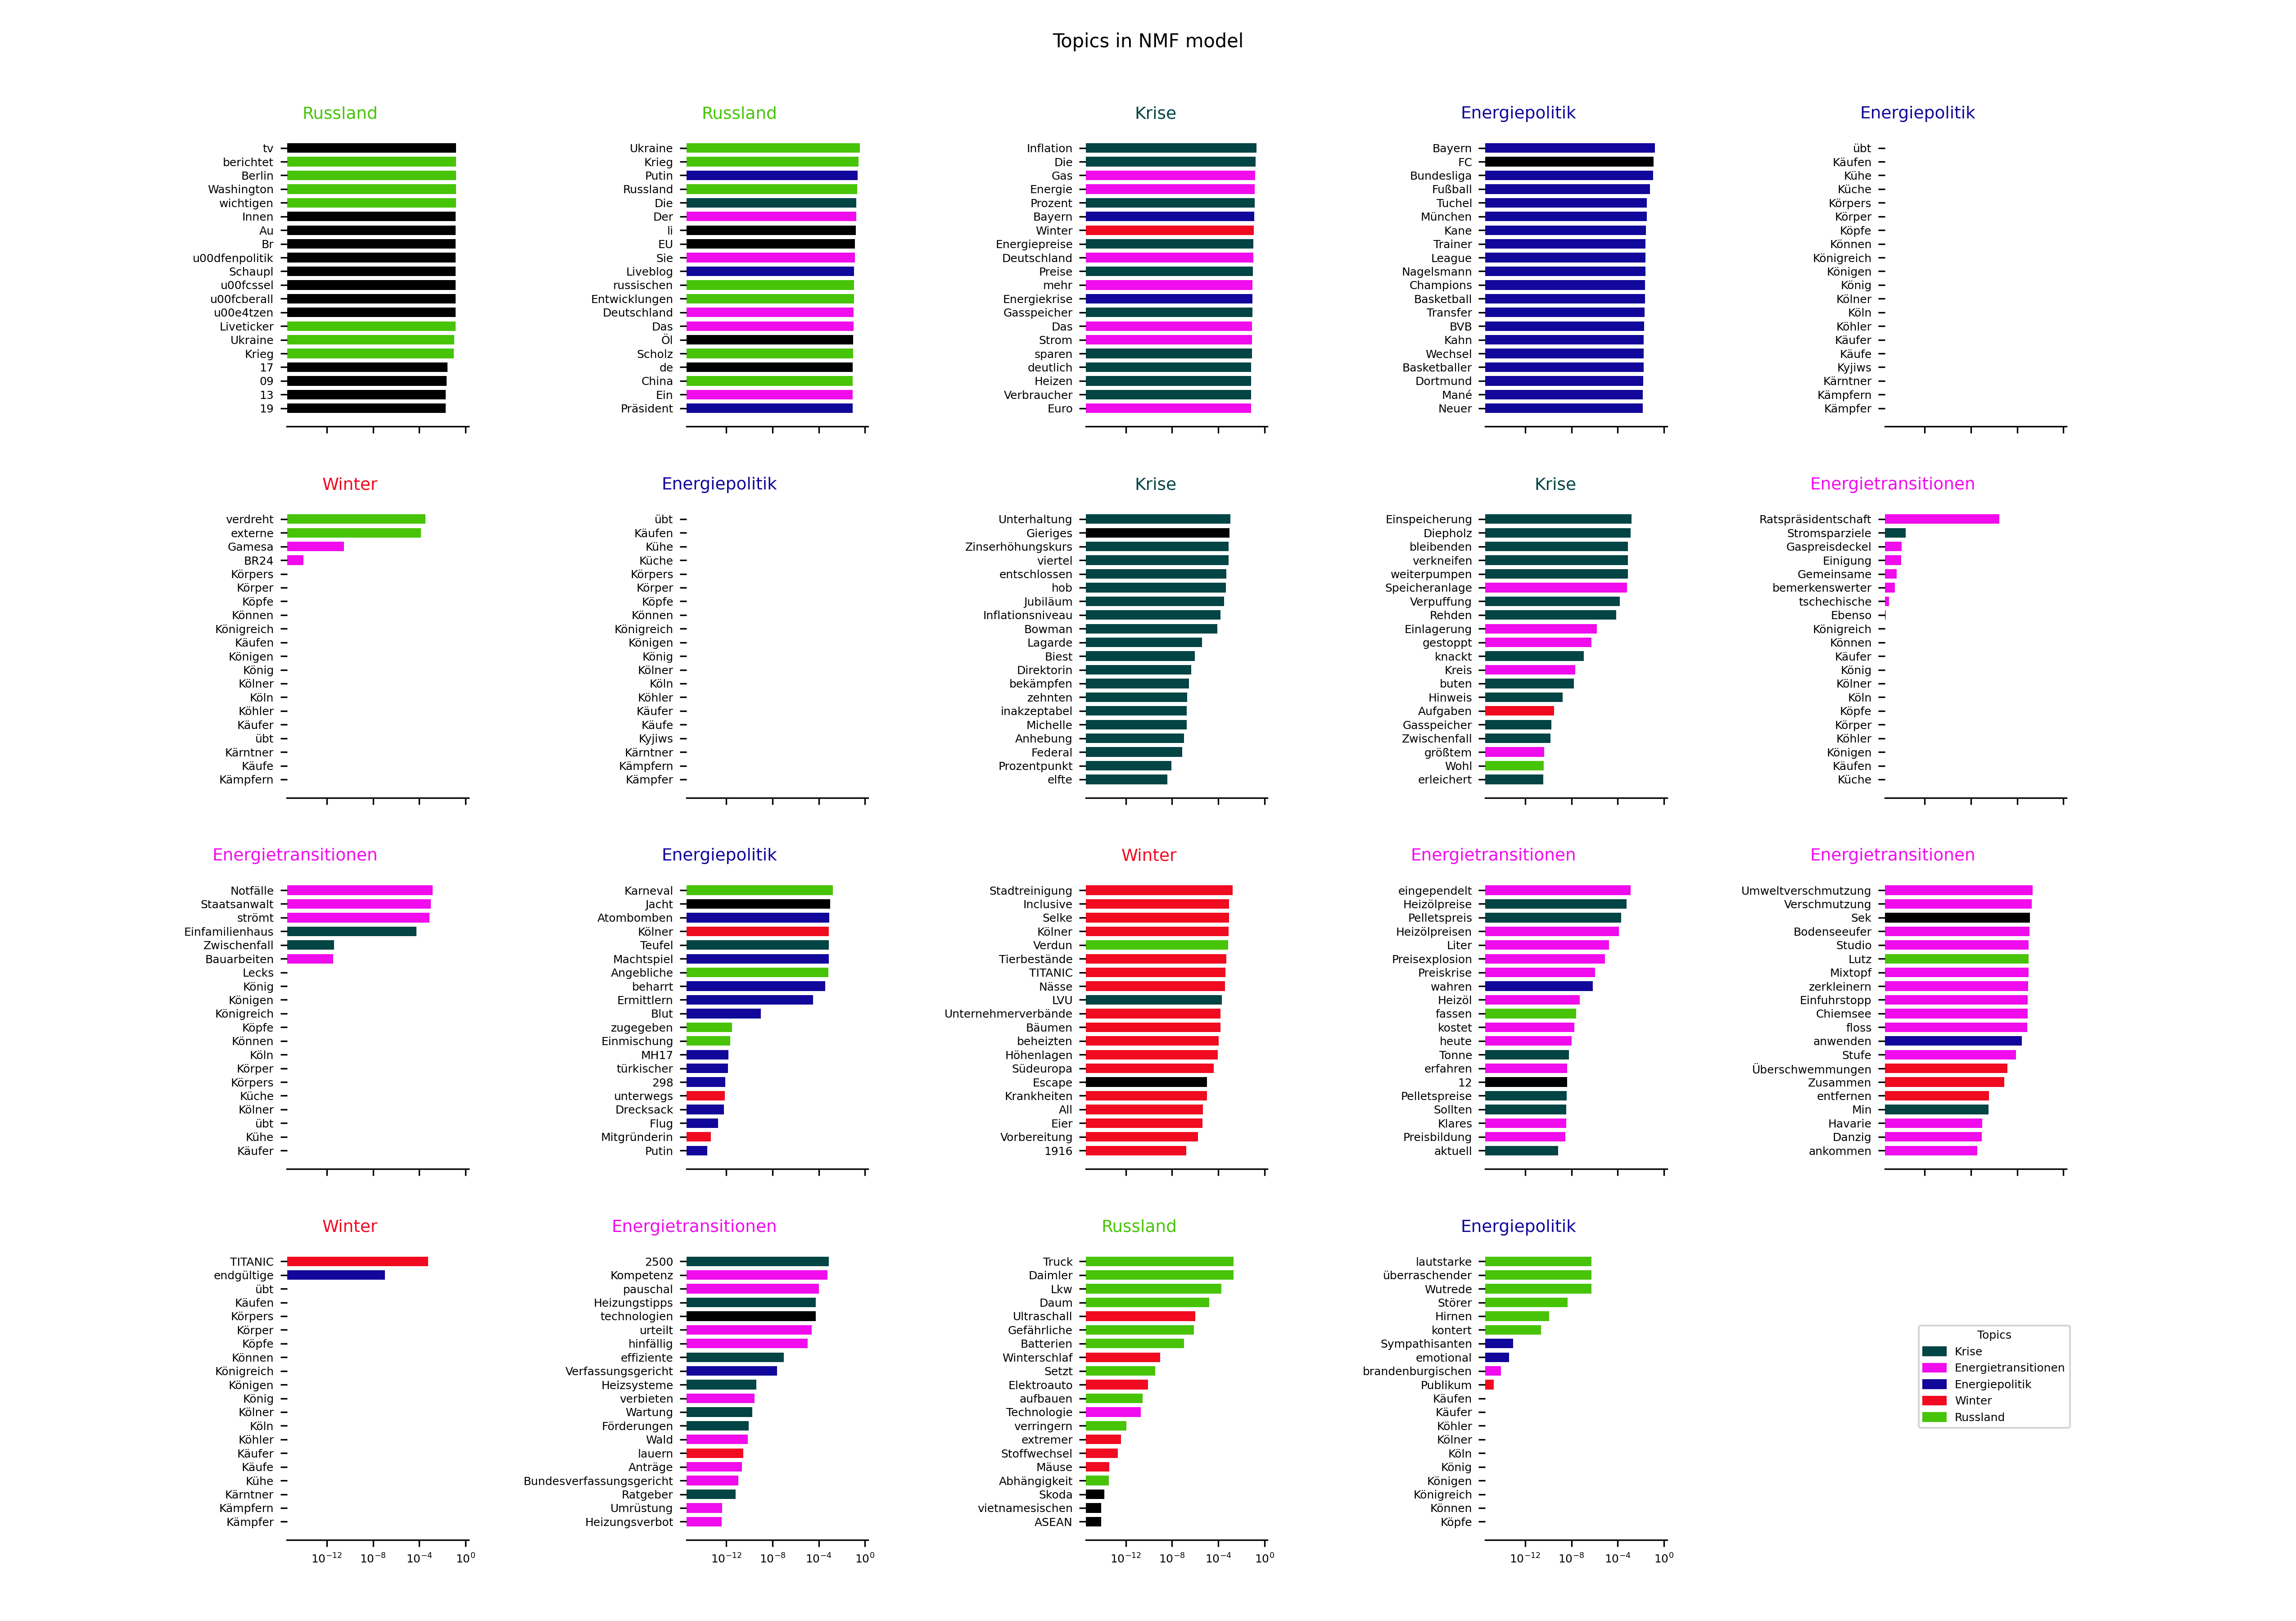 Topics in NMF model
Russland
tv
berichtet
Berlin
Washington
wichtigen
Innen
Au
Br
u00dfenpolitik
Schaupl
u00fcssel
u00fcberall
u00e4tzen
Liveticker
Ukraine
Krieg
17
09
13
19
Russland
Ukraine
Krieg
Putin
Russland
Die
Der
li
EU
Sie
Liveblog
russischen
Entwicklungen
Deutschland
Das
Öl
Scholz
de
China
Ein
Präsident
Krise
Inflation
Die
Gas
Energie
Prozent
Bayern
Winter
Energiepreise
Deutschland
Preise
mehr
Energiekrise
Gasspeicher
Das
Strom
sparen
deutlich
Heizen
Verbraucher
Euro
Energiepolitik
Bayern
FC
Bundesliga
Fußball
Tuchel
München
Kane
Trainer
League
Nagelsmann
Champions
Basketball
Transfer
BVB
Kahn
Wechsel
Basketballer
Dortmund
Mané
Neuer
Energiepolitik
übt
Käufen
Kühe
Küche
Körpers
Körper
Köpfe
Können
Königreich
Königen
König
Kölner
Köln
Köhler
Käufer
Käufe
Kyjiws
Kärntner
Kämpfern
Kämpfer
Winter
verdreht
externe
Gamesa
BR24
Körpers
Körper
Köpfe
Können
Königreich
Käufen
Königen
König
Kölner
Köln
Köhler
Käufer
übt
Kärntner
Käufe
Kämpfern
Energiepolitik
übt
Käufen
Kühe
Küche
Körpers
Körper
Köpfe
Können
Königreich
Königen
König
Kölner
Köln
Köhler
Käufer
Käufe
Kyjiws
Kärntner
Kämpfern
Kämpfer
Krise
Unterhaltung
Gieriges
Zinserhöhungskurs
viertel
entschlossen
hob
Jubiläum
Inflationsniveau
Bowman
Lagarde
Biest
Direktorin
bekämpfen
zehnten
inakzeptabel
Michelle
Anhebung
Federal
Prozentpunkt
elfte
Krise
Einspeicherung
Diepholz
bleibenden
verkneifen
weiterpumpen
Speicheranlage
Verpuffung
Rehden
Einlagerung
gestoppt
knackt
Kreis
buten
Hinweis
Aufgaben
Gasspeicher
Zwischenfall
größtem
Wohl
erleichert
Energietransitionen
Ratspräsidentschaft
Stromsparziele
Gaspreisdeckel
Einigung
Gemeinsame
bemerkenswerter
tschechische
Ebenso
Königreich
Können
Käufer
König
Kölner
Köln
Köpfe
Körper
Köhler
Königen
Käufen
Küche
Energietransitionen
Notfälle
Staatsanwalt
strömt
Einfamilienhaus
Zwischenfall
Bauarbeiten
Lecks
König
Königen
Königreich
Köpfe
Können
Köln
Körper
Körpers
Küche
Kölner
übt
Kühe
Käufer
Energiepolitik
Karneval
Jacht
Atombomben
Kölner
Teufel
Machtspiel
Angebliche
beharrt
Ermittlern
Blut
zugegeben
Einmischung
MH17
türkischer
298
unterwegs
Drecksack
Flug
Mitgründerin
Putin
Winter
Stadtreinigung
Inclusive
Selke
Kölner
Verdun
Tierbestände
TITANIC
Nässe
LVU
Unternehmerverbände
Bäumen
beheizten
Höhenlagen
Südeuropa
Escape
Krankheiten
All
Eier
Vorbereitung
1916
Energietransitionen
eingependelt
Heizölpreise
Pelletspreis
Heizölpreisen
Liter
Preisexplosion
Preiskrise
wahren
Heizöl
fassen
kostet
heute
Tonne
erfahren
12
Pelletspreise
Sollten
Klares
Preisbildung
aktuell
Energietransitionen
Umweltverschmutzung
Verschmutzung
Sek
Bodenseeufer
Studio
Lutz
Mixtopf
zerkleinern
Einfuhrstopp
Chiemsee
floss
anwenden
Stufe
Überschwemmungen
Zusammen
entfernen
Min
Havarie
Danzig
ankommen
Winter
TITANIC
endgültige
übt
Käufen
Körpers
Körper
Köpfe
Können
Königreich
Königen
König
Kölner
Köln
Köhler
Käufer
Käufe
Kühe
Kärntner
Kämpfern
Kämpfer
10⁻¹² 10⁻⁸ 10⁻⁴ 10⁰
Energietransitionen
2500
Kompetenz
pauschal
Heizungstipps
technologien
urteilt
hinfällig
effiziente
Verfassungsgericht
Heizsysteme
verbieten
Wartung
Förderungen
Wald
lauern
Anträge
Bundesverfassungsgericht
Ratgeber
Umrüstung
Heizungsverbot
10⁻¹² 10⁻⁸ 10⁻⁴ 10⁰
Russland
Truck
Daimler
Lkw
Daum
Ultraschall
Gefährliche
Batterien
Winterschlaf
Setzt
Elektroauto
aufbauen
Technologie
verringern
extremer
Stoffwechsel
Mäuse
Abhängigkeit
Skoda
vietnamesischen
ASEAN
10⁻¹² 10⁻⁸ 10⁻⁴ 10⁰
Energiepolitik
lautstarke
überraschender
Wutrede
Störer
Hirnen
kontert
Sympathisanten
emotional
brandenburgischen
Publikum
Käufen
Käufer
Köhler
Kölner
Köln
König
Königen
Königreich
Können
Köpfe
10⁻¹² 10⁻⁸ 10⁻⁴ 10⁰
Topics
Krise
Energietransitionen
Energiepolitik
Winter
Russland